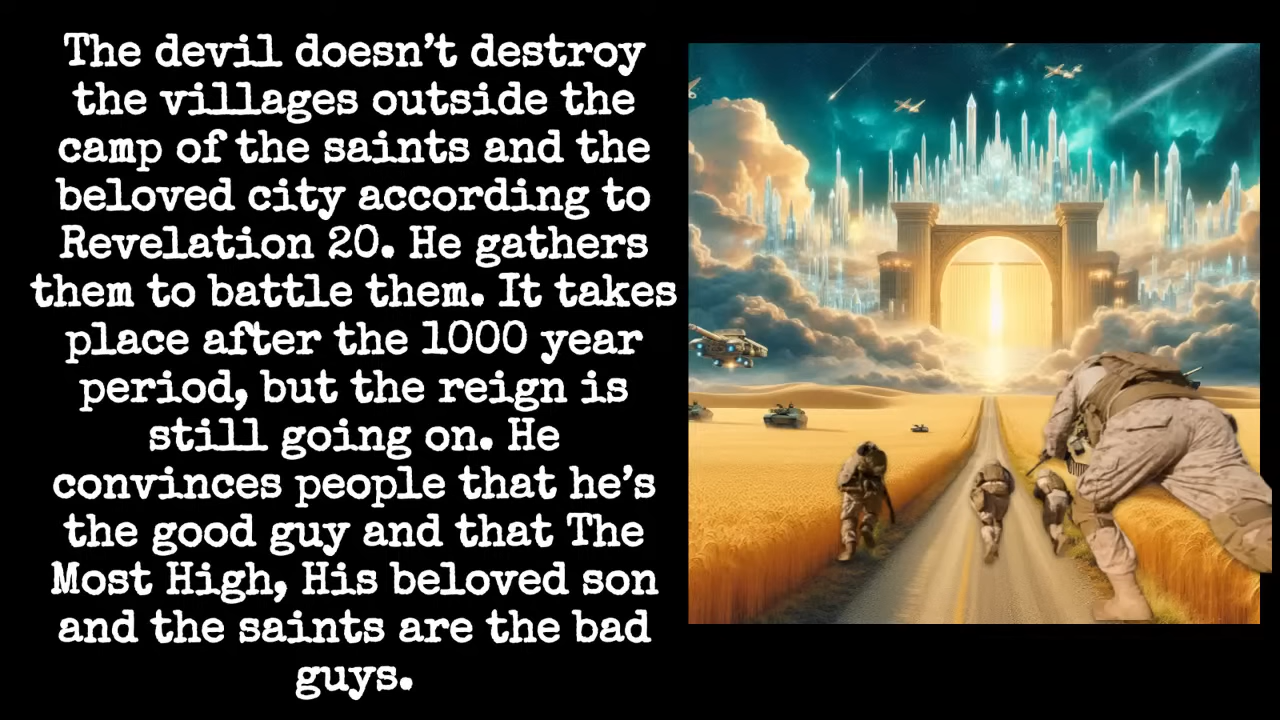 The devil doesn't destroy
the villages outside the
camp of the saints and the
beloved city according to
Revelation 20. He gathers
them to battle them. It takes
place after the 1000 year
period, but the reign is
still going on. He
convinces people that he's
the good guy and that The
Most High, His beloved son
and the saints are the bad
guys.